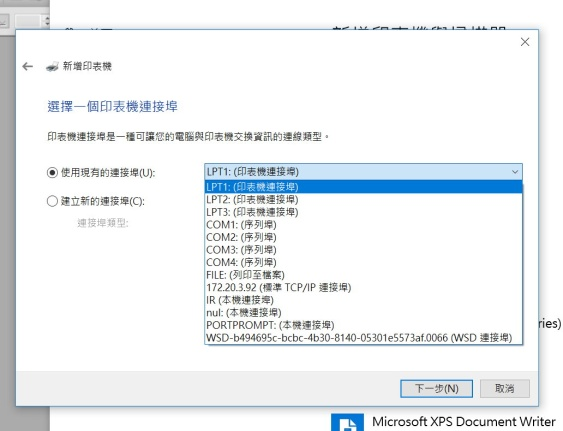 新增印表機
選擇一個印表機連接埠
印表機連接埠是一種可讓您的電腦與印表機交換資訊的連線類型。
使用現有的連接埠(U):
LPT1: (印表機連接埠)
LPT1: (印表機連接埠)
LPT2: (印表機連接埠)
LPT3: (印表機連接埠)
COM1: (序列埠)
COM2: (序列埠)
COM3: (序列埠)
COM4: (序列埠)
FILE: (列印至檔案)
172.20.3.92 (標準 TCP/IP 連接埠)
IR (本機連接埠)
nul: (本機連接埠)
PORTPROMPT: (本機連接埠)
WSD-b494695c-bcbc-4b30-8140-05301e5573af.0066 (WSD 連接埠)
建立新的連接埠(C):
連接埠類型:
ries)
下一步(N)
取消
Microsoft XPS Document Writer